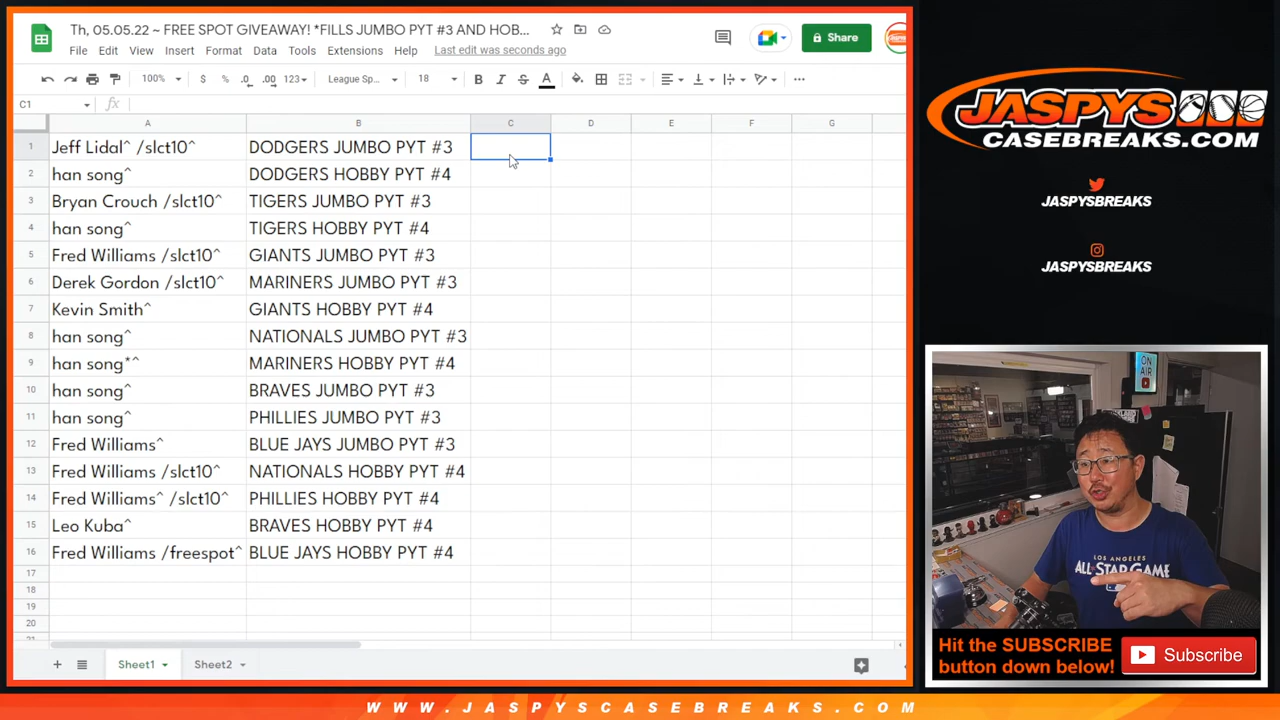 Th, 05.05.22 ~ FREE SPOT GIVEAWAY! *FILLS JUMBO PYT #3 AND HOB...
File Edit View Insert Format Data Tools Extensions Help Last edit was seconds ago
Share
100% $ % .0 .00 123 League Sp... 18 B I S A
C1 fx
A B C D E F G
1 Jeff Lidal^ /slct10^ DODGERS JUMBO PYT #3
2 han song^ DODGERS HOBBY PYT #4
3 Bryan Crouch /slct10^ TIGERS JUMBO PYT #3
4 han song^ TIGERS HOBBY PYT #4
5 Fred Williams /slct10^ GIANTS JUMBO PYT #3
6 Derek Gordon /slct10^ MARINERS JUMBO PYT #3
7 Kevin Smith^ GIANTS HOBBY PYT #4
8 han song^ NATIONALS JUMBO PYT #3
9 han song*^ MARINERS HOBBY PYT #4
10 han song^ BRAVES JUMBO PYT #3
11 han song^ PHILLIES JUMBO PYT #3
12 Fred Williams^ BLUE JAYS JUMBO PYT #3
13 Fred Williams /slct10^ NATIONALS HOBBY PYT #4
14 Fred Williams^ /slct10^ PHILLIES HOBBY PYT #4
15 Leo Kuba^ BRAVES HOBBY PYT #4
16 Fred Williams /freespot^ BLUE JAYS HOBBY PYT #4
17
18
19
20
21
Sheet1 Sheet2
JASPYS
CASEBREAKS.COM
JASPYSBREAKS
JASPYSBREAKS
ON
AIR
LOS ANGELES
ALL STAR GAME
Hit the SUBSCRIBE
button down below!
Subscribe
WWW.JASPYSCASEBREAKS.COM